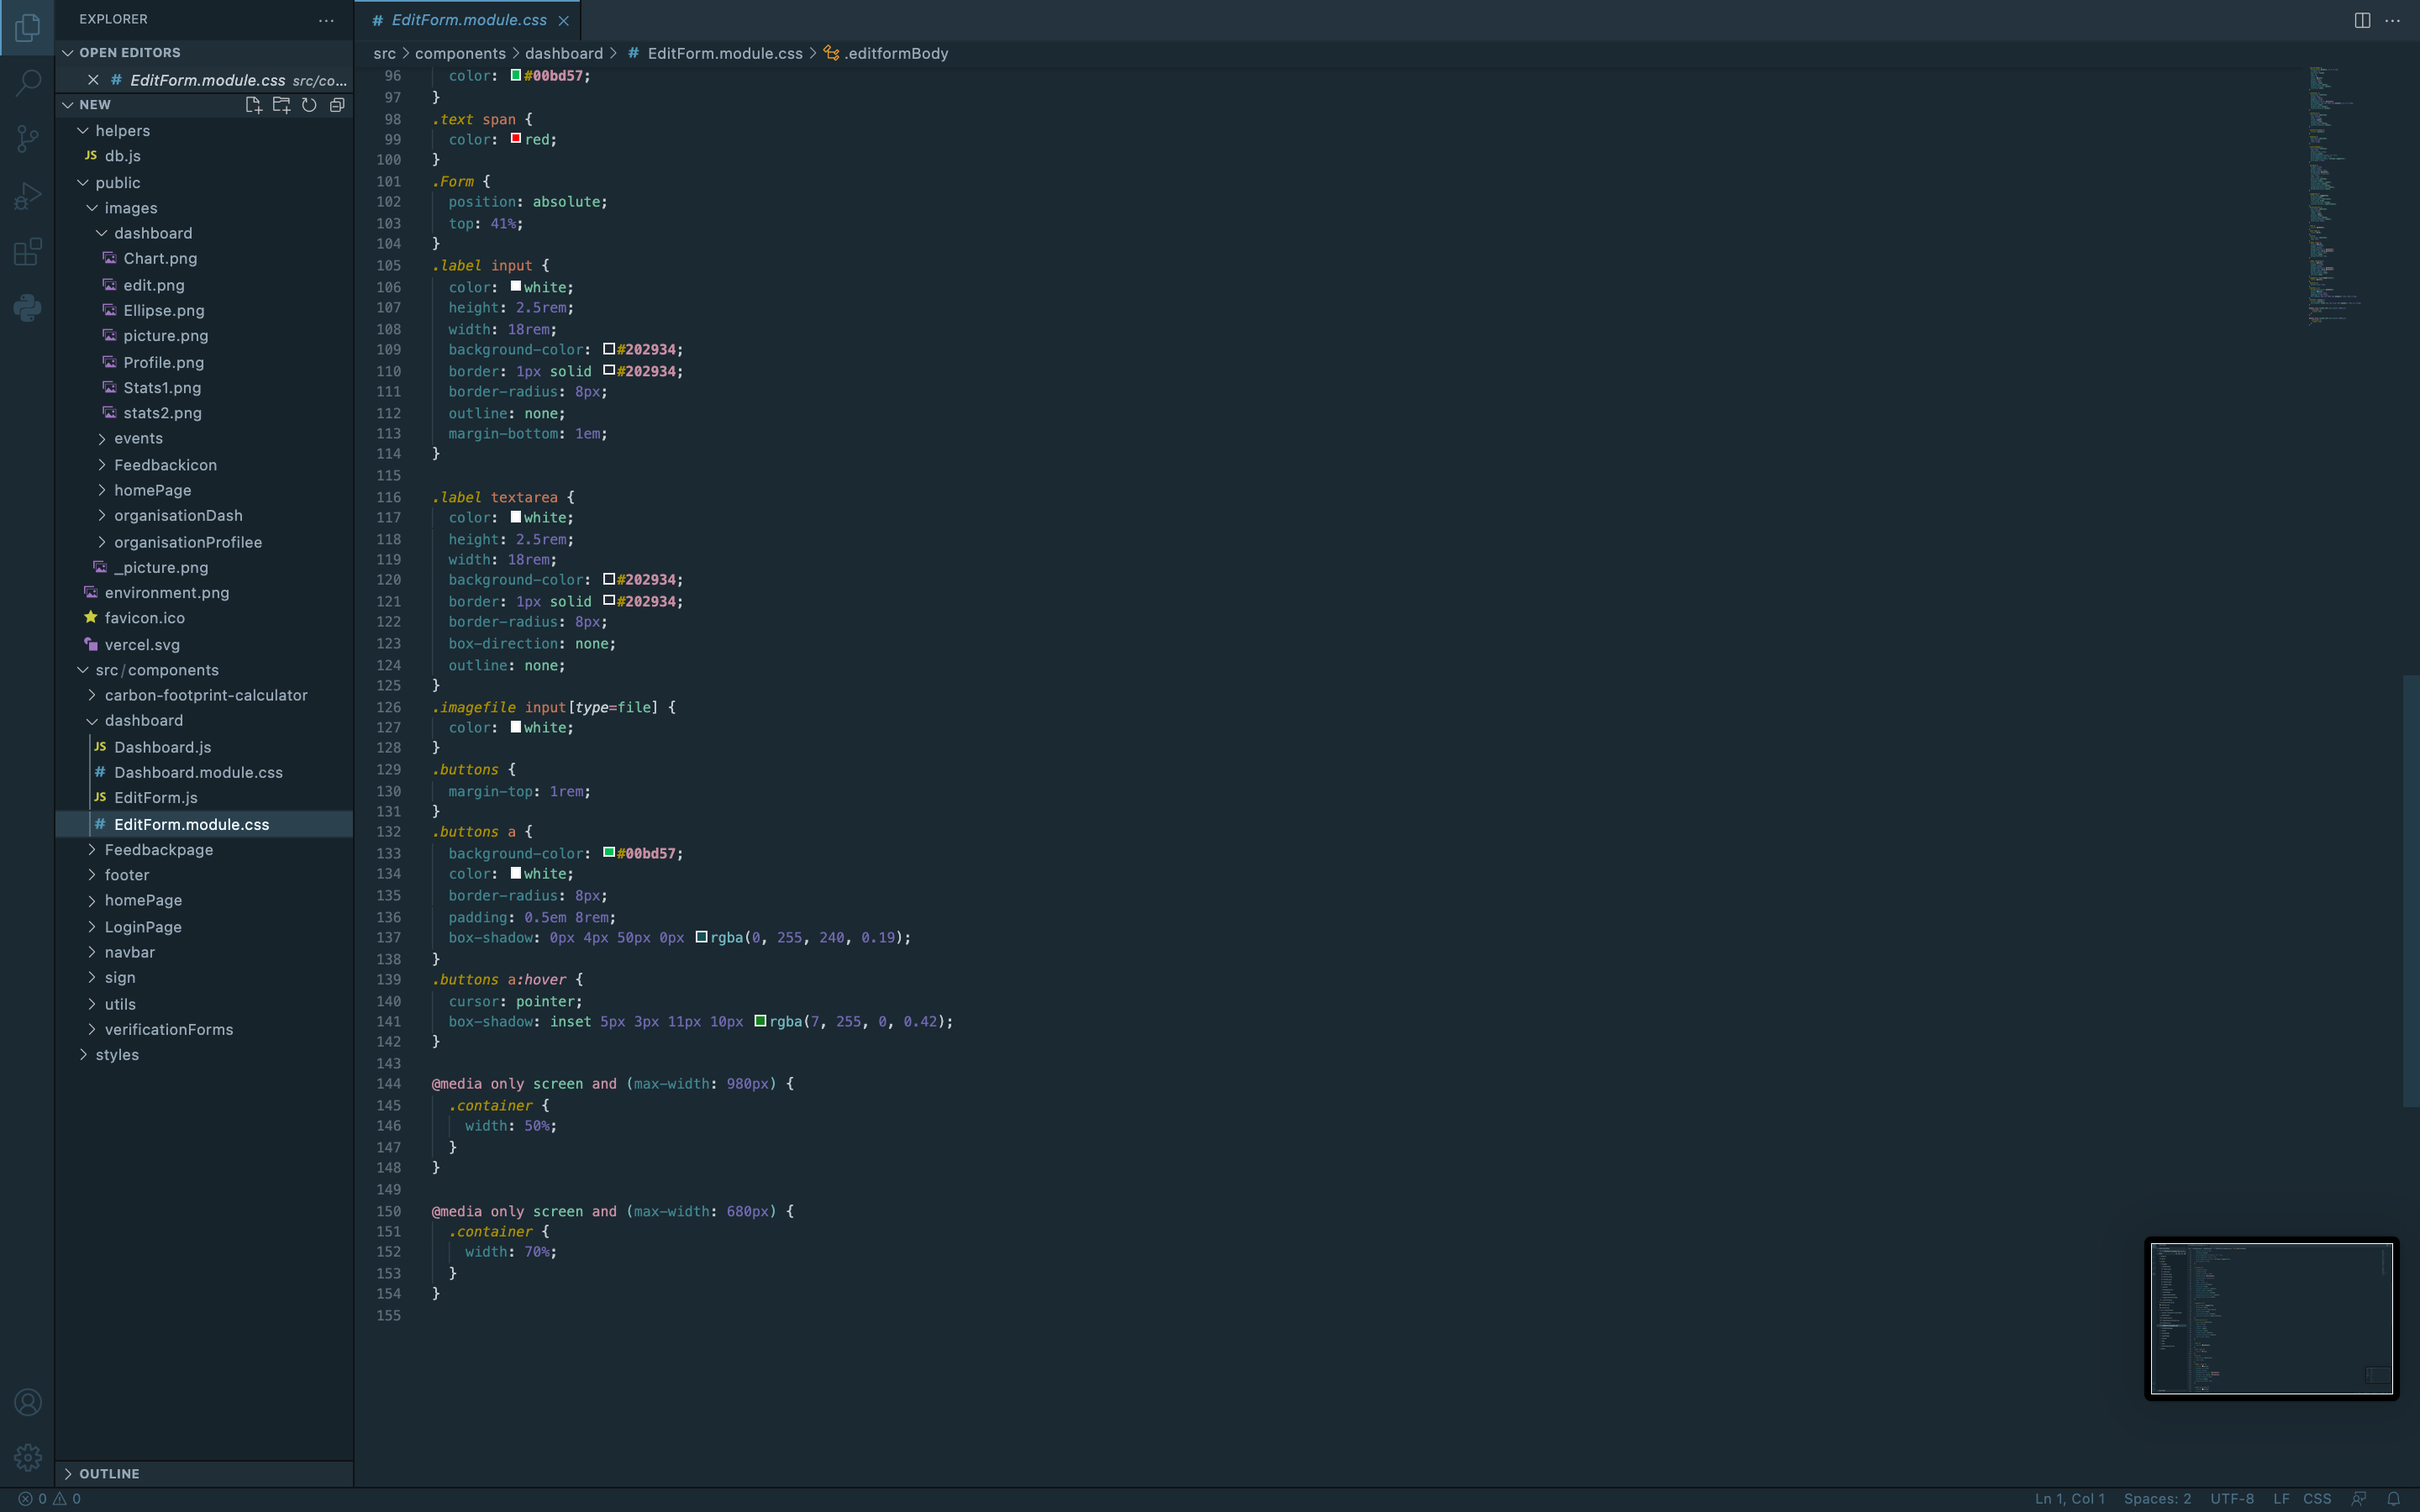 EXPLORER
OPEN EDITORS
# EditForm.module.css src/co...
NEW
helpers
JS db.js
public
images
dashboard
Chart.png
edit.png
Ellipse.png
picture.png
Profile.png
Stats1.png
stats2.png
events
Feedbackicon
homePage
organisationDash
organisationProfilee
_picture.png
environment.png
favicon.ico
vercel.svg
src/components
carbon-footprint-calculator
dashboard
JS Dashboard.js
# Dashboard.module.css
JS EditForm.js
# EditForm.module.css
Feedbackpage
footer
homePage
LoginPage
navbar
sign
utils
verificationForms
styles
OUTLINE
# EditForm.module.css
src > components > dashboard > # EditForm.module.css > .editformBody
96 color: #00bd57;
97 }
98 .text span {
99 color: red;
100 }
101 .Form {
102 position: absolute;
103 top: 41%;
104 }
105 .label input {
106 color: white;
107 height: 2.5rem;
108 width: 18rem;
109 background-color: #202934;
110 border: 1px solid #202934;
111 border-radius: 8px;
112 outline: none;
113 margin-bottom: 1em;
114 }
115
116 .label textarea {
117 color: white;
118 height: 2.5rem;
119 width: 18rem;
120 background-color: #202934;
121 border: 1px solid #202934;
122 border-radius: 8px;
123 box-direction: none;
124 outline: none;
125 }
126 .imagefile input[type=file] {
127 color: white;
128 }
129 .buttons {
130 margin-top: 1rem;
131 }
132 .buttons a {
133 background-color: #00bd57;
134 color: white;
135 border-radius: 8px;
136 padding: 0.5em 8rem;
137 box-shadow: 0px 4px 50px 0px rgba(0, 255, 240, 0.19);
138 }
139 .buttons a:hover {
140 cursor: pointer;
141 box-shadow: inset 5px 3px 11px 10px rgba(7, 255, 0, 0.42);
142 }
143
144 @media only screen and (max-width: 980px) {
145 .container {
146 width: 50%;
147 }
148 }
149
150 @media only screen and (max-width: 680px) {
151 .container {
152 width: 70%;
153 }
154 }
155
0 0
Ln 1, Col 1 Spaces: 2 UTF-8 LF CSS